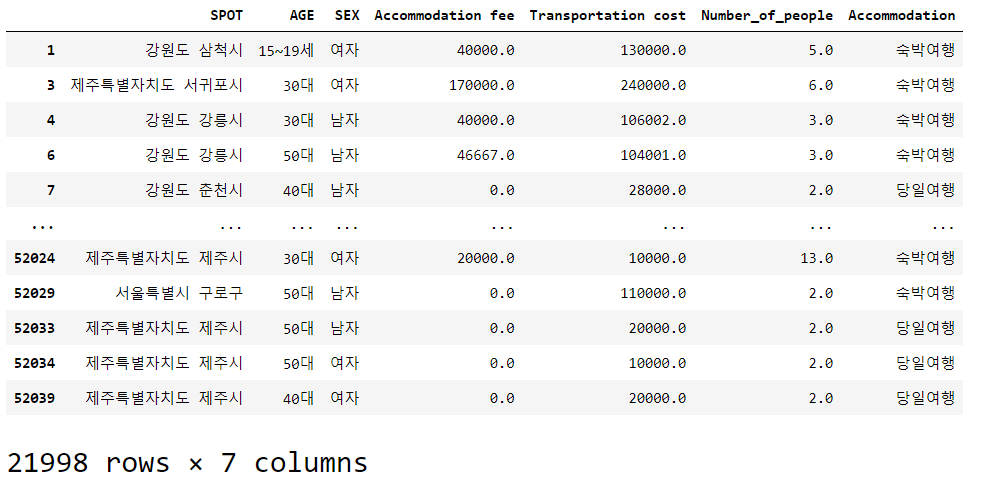 SPOT AGE SEX Accommodation fee Transportation cost Number_of_people Accommodation
1 강원도 삼척시 15~19세 여자 40000.0 130000.0 5.0 숙박여행
3 제주특별자치도 서귀포시 30대 여자 170000.0 240000.0 6.0 숙박여행
4 강원도 강릉시 30대 남자 40000.0 106002.0 3.0 숙박여행
6 강원도 강릉시 50대 남자 46667.0 104001.0 3.0 숙박여행
7 강원도 춘천시 40대 남자 0.0 28000.0 2.0 당일여행
... ... ... ... ... ... ... ...
52024 제주특별자치도 제주시 30대 여자 20000.0 10000.0 13.0 숙박여행
52029 서울특별시 구로구 50대 남자 0.0 110000.0 2.0 숙박여행
52033 제주특별자치도 제주시 50대 남자 0.0 20000.0 2.0 당일여행
52034 제주특별자치도 제주시 50대 여자 0.0 10000.0 2.0 당일여행
52039 제주특별자치도 제주시 40대 여자 0.0 20000.0 2.0 당일여행
21998 rows × 7 columns